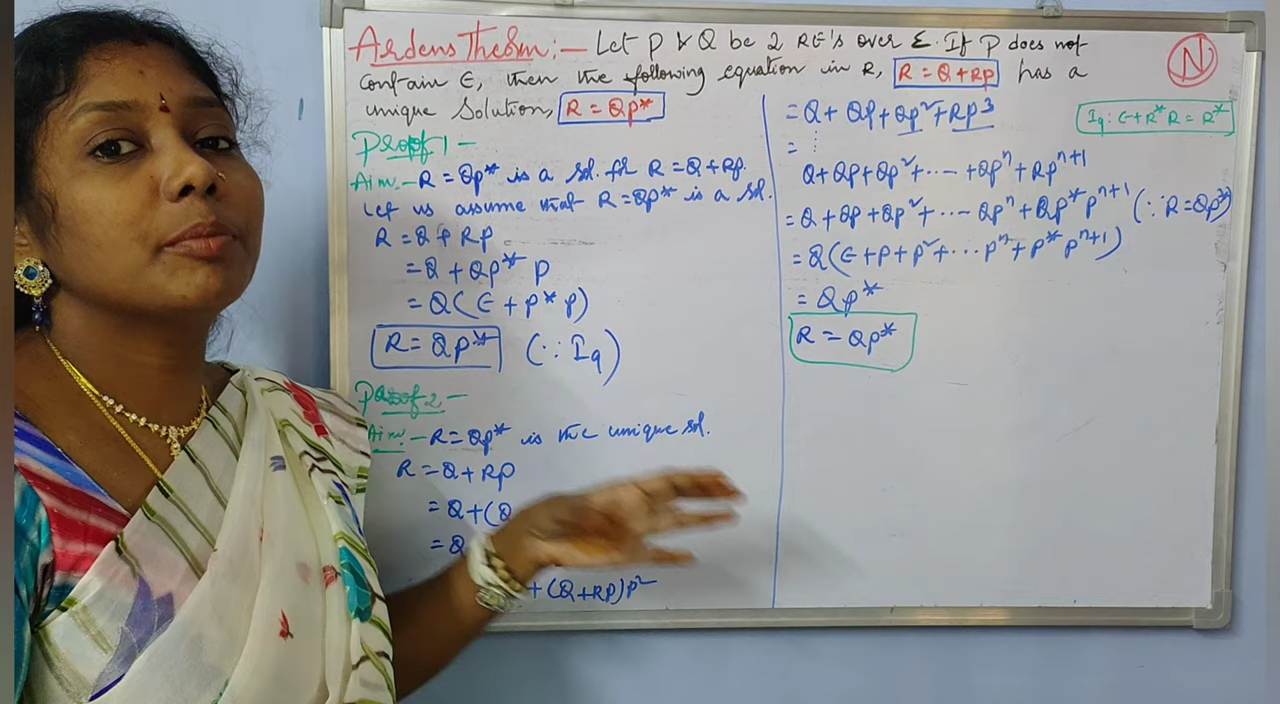 Ardens Theorm:- Let P & Q be 2 RE's over Σ. If P does not
contain ∈, then the following equation in R, R = Q + RP has a
unique solution, R = QP*
Proof 1 -
Aim - R = QP* is a sol. for R = Q + RP.
Let us assume that R = QP* is a sol.
R = Q + RP
= Q + QP* P
= Q (∈ + P* P)
R = QP* (∵ I9)
Proof 2 -
Aim - R = QP* is the unique sol.
R = Q + RP
= Q + (Q
= Q
+ (Q + RP) P²
= Q + QP + QP² + RP³
= ⋮
Q + QP + QP² + ... + QPⁿ + RPⁿ⁺¹
= Q + QP + QP² + ... QPⁿ + QP* Pⁿ⁺¹ (∵ R = QP*)
= Q (∈ + P + P² + ... Pⁿ + P* Pⁿ⁺¹)
= QP*
R = QP*
I9 : ∈ + R* R = R*
N